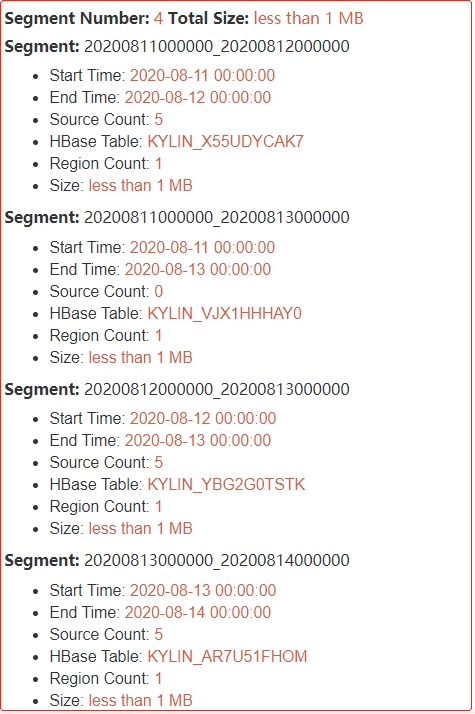 Segment Number: 4 Total Size: less than 1 MB
Segment: 20200811000000_20200812000000
• Start Time: 2020-08-11 00:00:00
• End Time: 2020-08-12 00:00:00
• Source Count: 5
• HBase Table: KYLIN_X55UDYCAK7
• Region Count: 1
• Size: less than 1 MB
Segment: 20200811000000_20200813000000
• Start Time: 2020-08-11 00:00:00
• End Time: 2020-08-13 00:00:00
• Source Count: 0
• HBase Table: KYLIN_VJX1HHHAY0
• Region Count: 1
• Size: less than 1 MB
Segment: 20200812000000_20200813000000
• Start Time: 2020-08-12 00:00:00
• End Time: 2020-08-13 00:00:00
• Source Count: 5
• HBase Table: KYLIN_YBG2G0TSTK
• Region Count: 1
• Size: less than 1 MB
Segment: 20200813000000_20200814000000
• Start Time: 2020-08-13 00:00:00
• End Time: 2020-08-14 00:00:00
• Source Count: 5
• HBase Table: KYLIN_AR7U51FHOM
• Region Count: 1
• Size: less than 1 MB